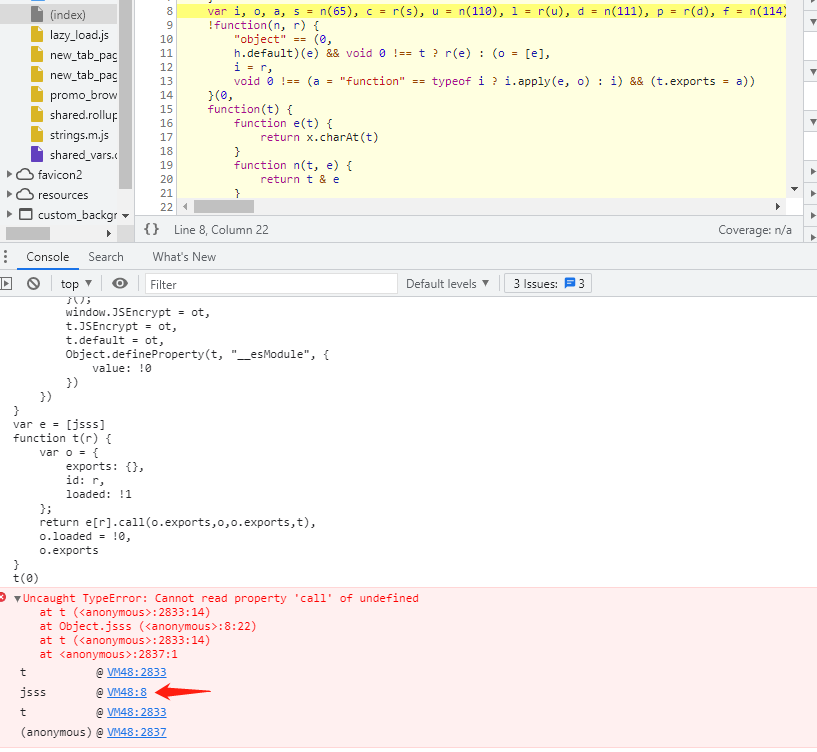 (index)
lazy_load.js
new_tab_pag
new_tab_pag
promo_brow
shared.rollup
strings.m.js
shared_vars.c
favicon2
resources
custom_backgr
8 var i, o, a, s = n(65), c = r(s), u = n(110), l = r(u), d = n(111), p = r(d), f = n(114)
9 !function(n, r) {
10 "object" == (0,
11 h.default)(e) && void 0 !== t ? r(e) : (o = [e],
12 i = r,
13 void 0 !== (a = "function" == typeof i ? i.apply(e, o) : i) && (t.exports = a))
14 }(0,
15 function(t) {
16 function e(t) {
17 return x.charAt(t)
18 }
19 function n(t, e) {
20 return t & e
21 }
22
{} Line 8, Column 22 Coverage: n/a
Console Search What's New
top Filter Default levels 3 Issues: 3
}();
window.JSEncrypt = ot,
t.JSEncrypt = ot,
t.default = ot,
Object.defineProperty(t, "__esModule", {
value: !0
})
})
}
var e = [jsss]
function t(r) {
var o = {
exports: {},
id: r,
loaded: !1
};
return e[r].call(o.exports,o,o.exports,t),
o.loaded = !0,
o.exports
}
t(0)
Uncaught TypeError: Cannot read property 'call' of undefined
at t (<anonymous>:2833:14)
at Object.jsss (<anonymous>:8:22)
at t (<anonymous>:2833:14)
at <anonymous>:2837:1
t @ VM48:2833
jsss @ VM48:8
t @ VM48:2833
(anonymous) @ VM48:2837